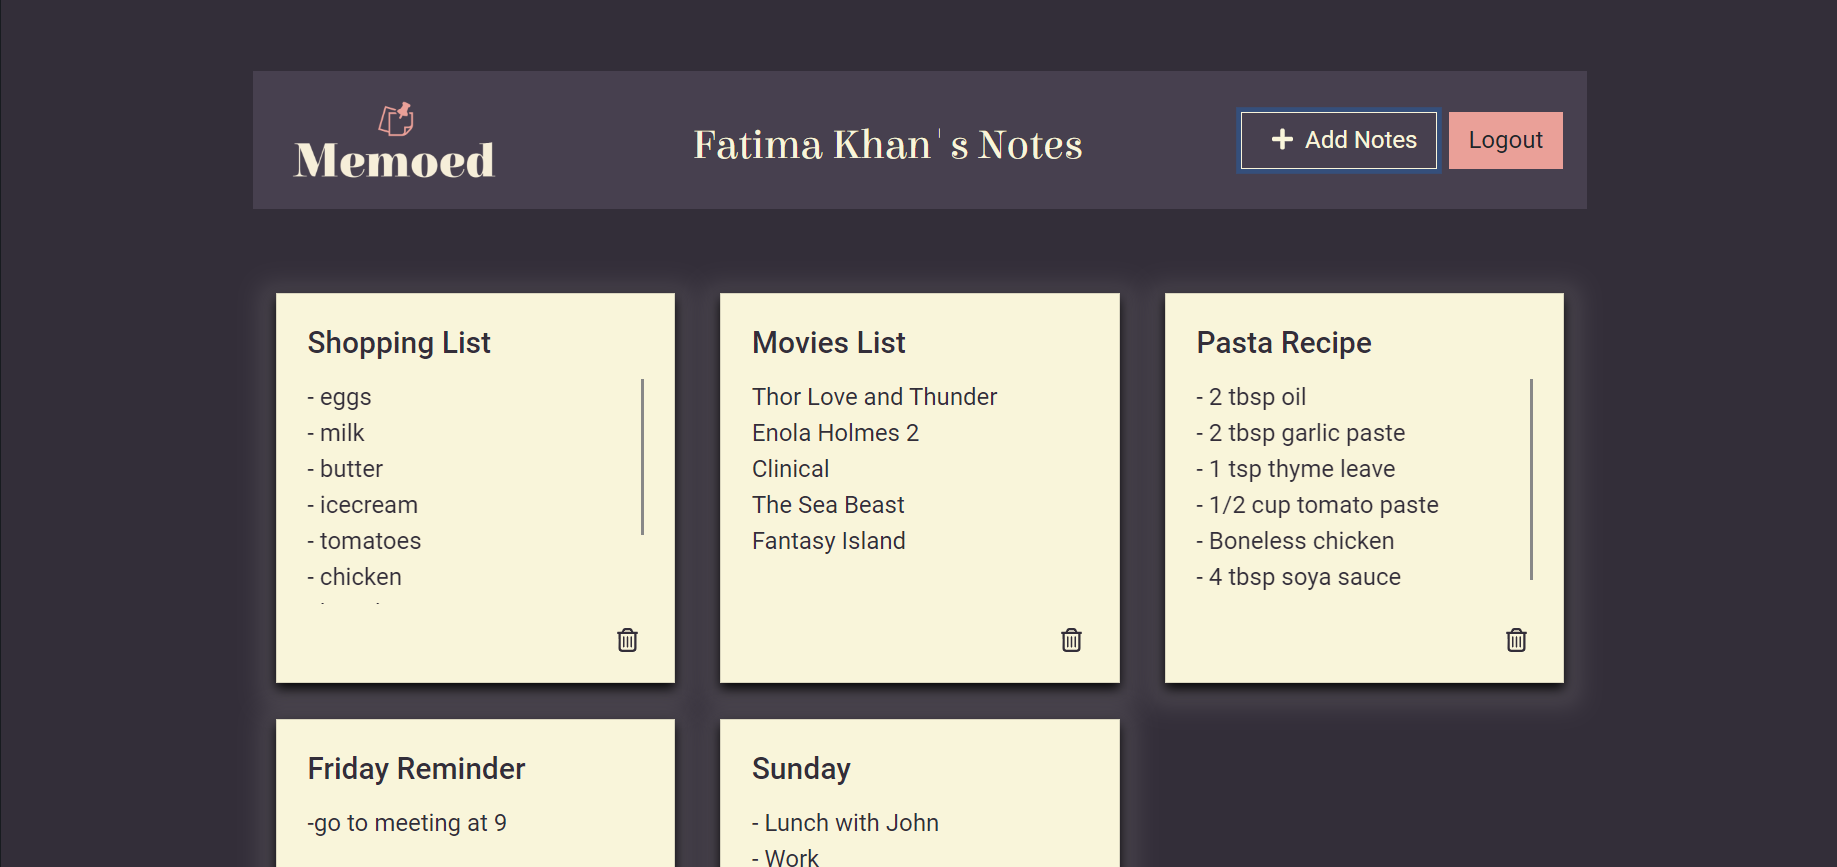 Memoed
Fatima Khan's Notes
Add Notes
Logout
Shopping List
- eggs
- milk
- butter
- icecream
- tomatoes
- chicken
Movies List
Thor Love and Thunder
Enola Holmes 2
Clinical
The Sea Beast
Fantasy Island
Pasta Recipe
- 2 tbsp oil
- 2 tbsp garlic paste
- 1 tsp thyme leave
- 1/2 cup tomato paste
- Boneless chicken
- 4 tbsp soya sauce
Friday Reminder
-go to meeting at 9
Sunday
- Lunch with John
- Work